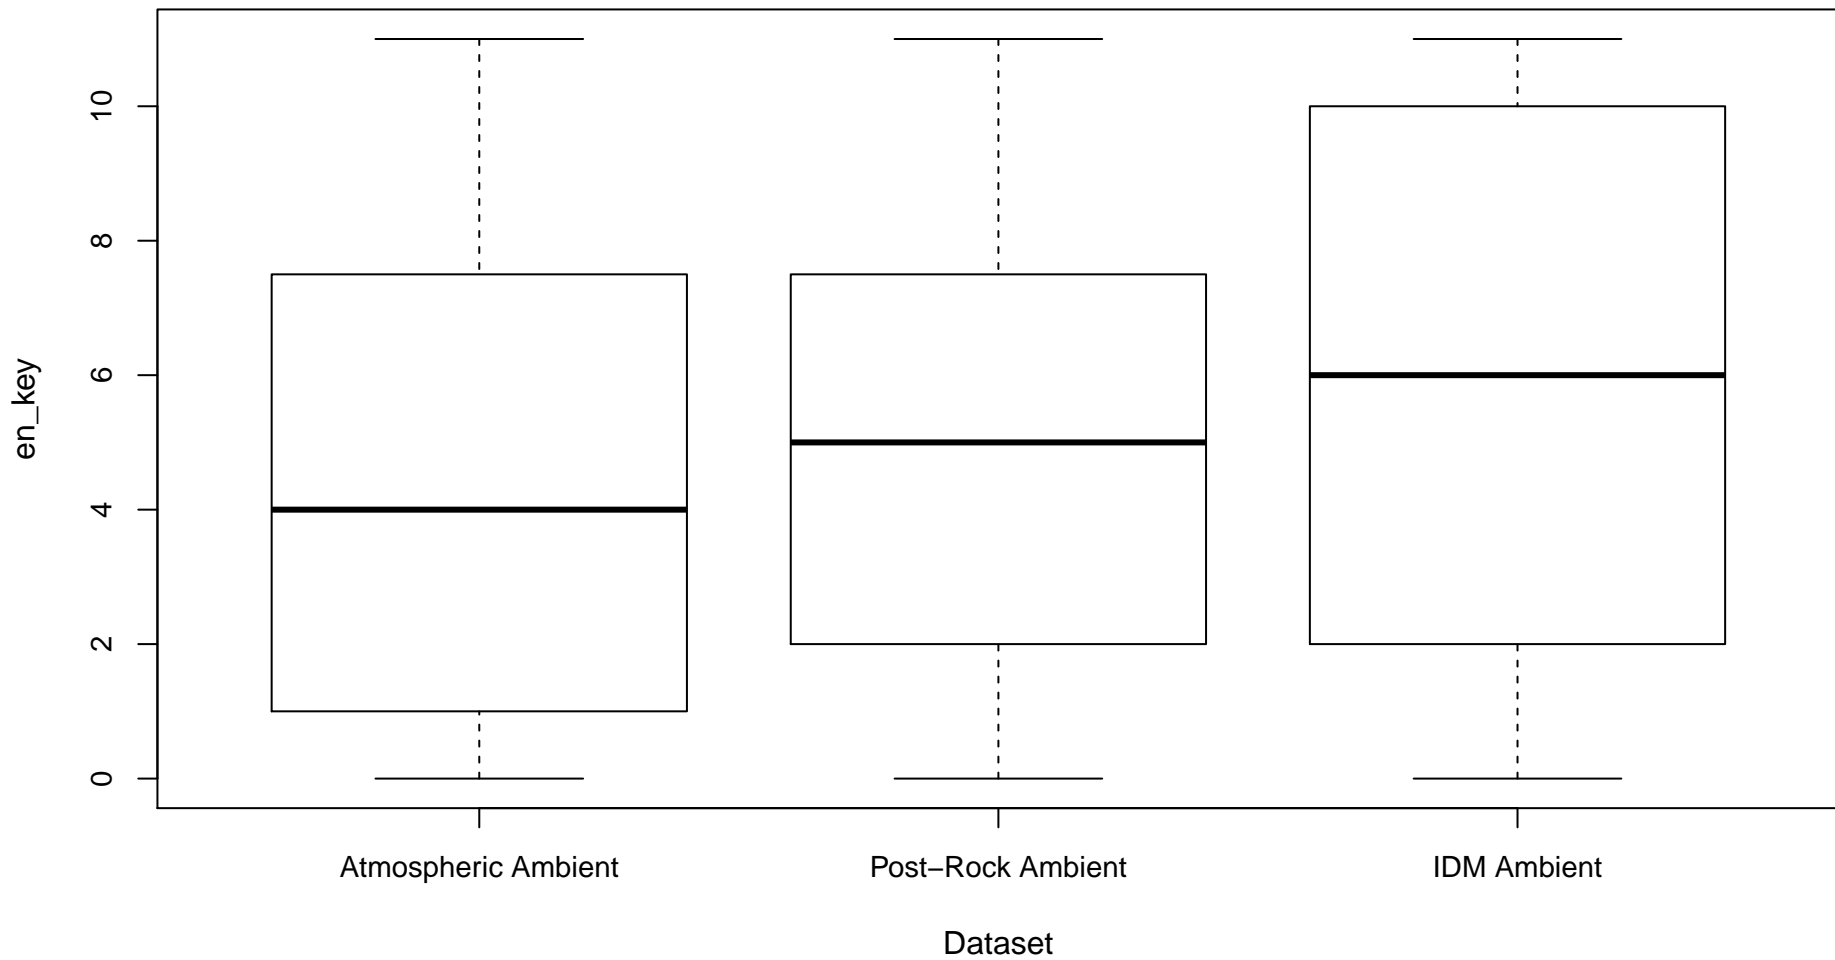 en_key
10
8
6
4
2
0
Atmospheric Ambient
Post−Rock Ambient
IDM Ambient
Dataset